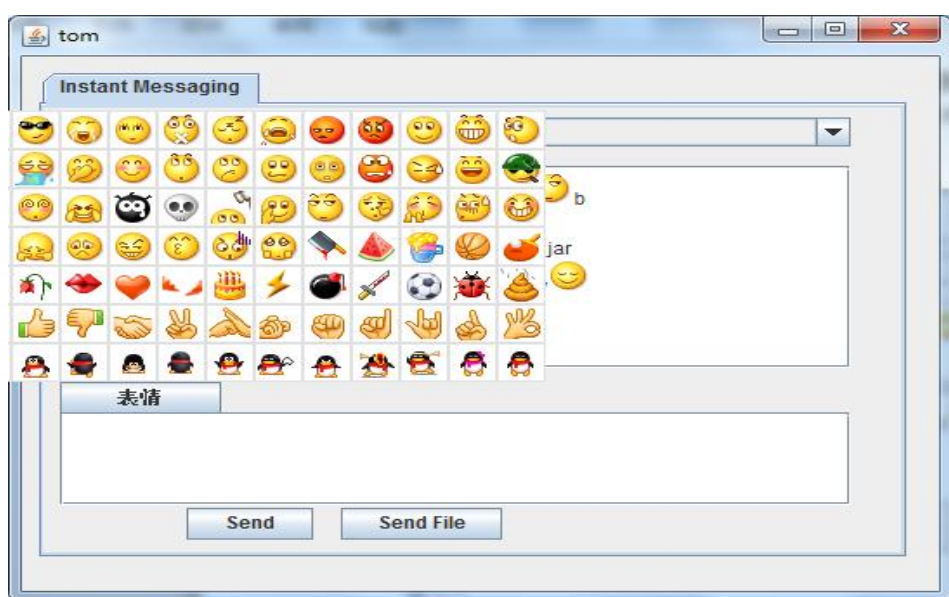 tom
Instant Messaging
b
jar
表情
Send
Send File